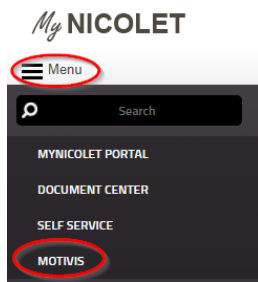 My NICOLET
Menu
Search
MYNICOLET PORTAL
DOCUMENT CENTER
SELF SERVICE
MOTIVIS